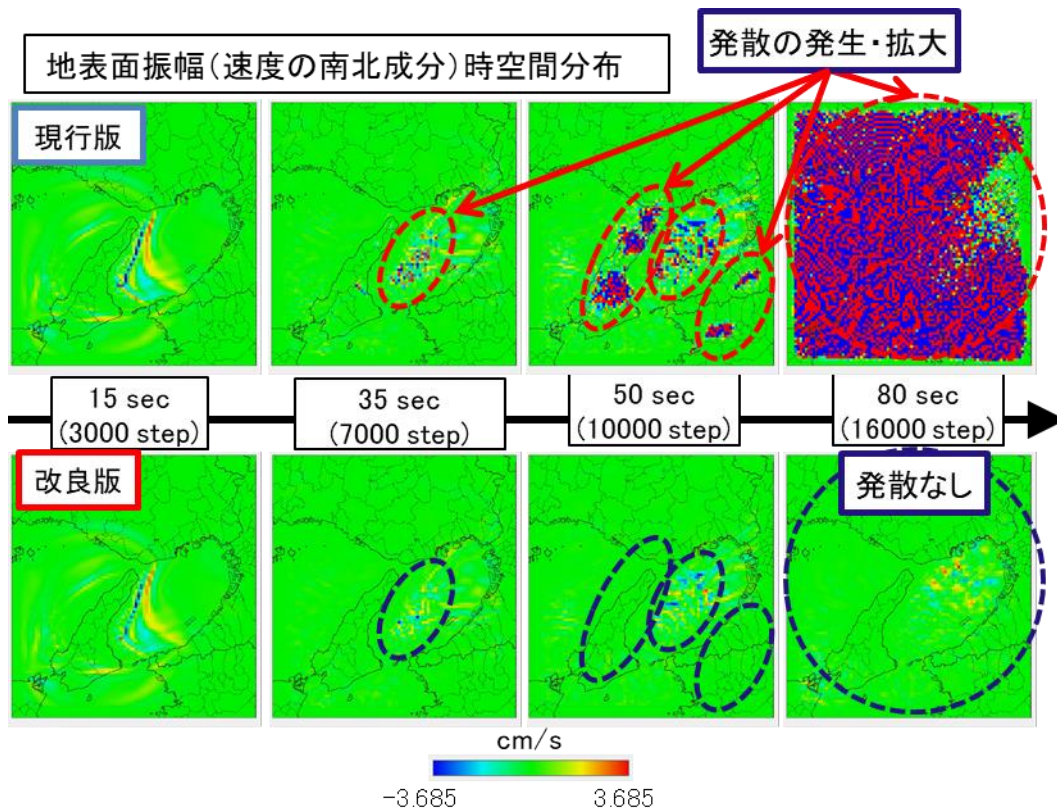 地表面振幅(速度の南北成分)時空間分布
発散の発生・拡大
現行版
15 sec
(3000 step)
35 sec
(7000 step)
50 sec
(10000 step)
80 sec
(16000 step)
改良版
発散なし
cm/s
-3.685
3.685